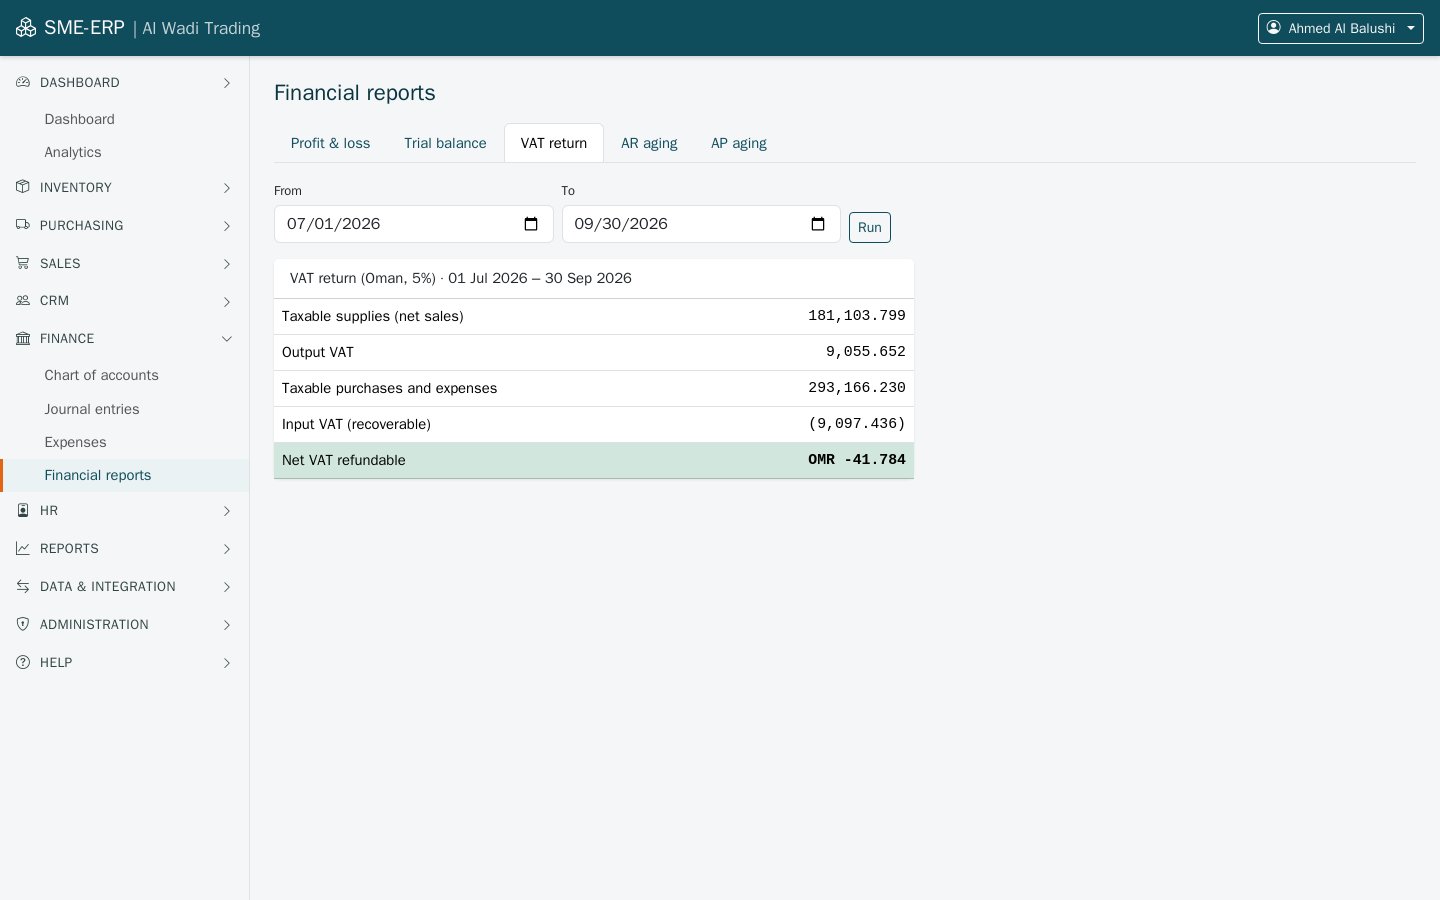 SME-ERP | Al Wadi Trading
Ahmed Al Balushi
DASHBOARD
Dashboard
Analytics
INVENTORY
PURCHASING
SALES
CRM
FINANCE
Chart of accounts
Journal entries
Expenses
Financial reports
HR
REPORTS
DATA & INTEGRATION
ADMINISTRATION
HELP
Financial reports
Profit & loss Trial balance VAT return AR aging AP aging
From To
07/01/2026 09/30/2026 Run
VAT return (Oman, 5%) · 01 Jul 2026 – 30 Sep 2026
Taxable supplies (net sales) 181,103.799
Output VAT 9,055.652
Taxable purchases and expenses 293,166.230
Input VAT (recoverable) (9,097.436)
Net VAT refundable OMR -41.784